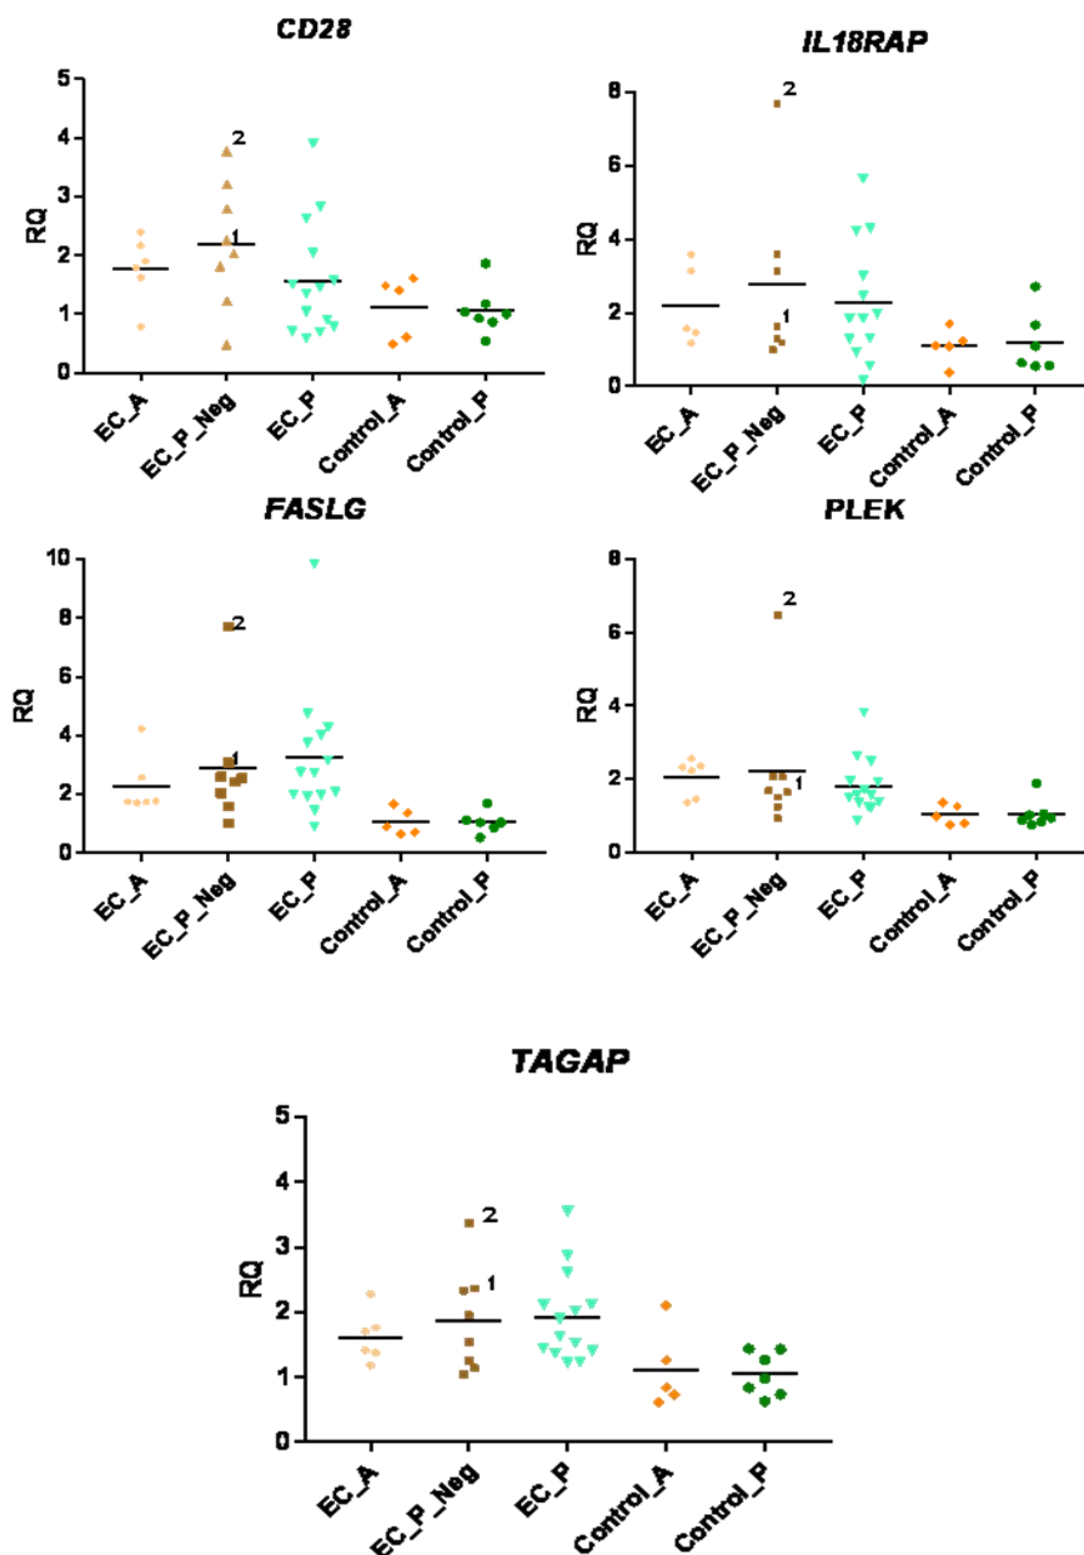 CD28
5
4
3
2
1
0
RQ
2
1
EC_A
EC_P_Neg
EC_P
Control_A
Control_P
IL18RAP
8
6
4
2
0
RQ
2
1
EC_A
EC_P_Neg
EC_P
Control_A
Control_P
FASLG
10
8
6
4
2
0
RQ
2
1
EC_A
EC_P_Neg
EC_P
Control_A
Control_P
PLEK
8
6
4
2
0
RQ
2
1
EC_A
EC_P_Neg
EC_P
Control_A
Control_P
TAGAP
5
4
3
2
1
0
RQ
2
1
EC_A
EC_P_Neg
EC_P
Control_A
Control_P